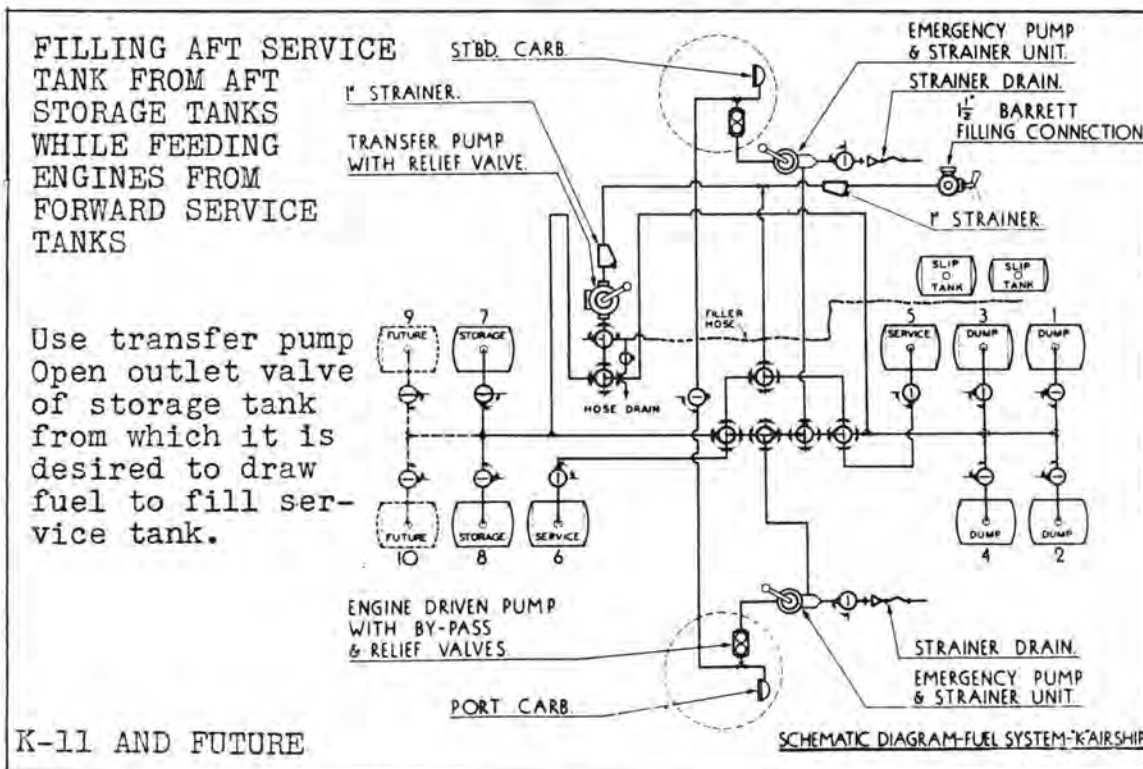 FILLING AFT SERVICE
TANK FROM AFT
STORAGE TANKS
WHILE FEEDING
ENGINES FROM
FORWARD SERVICE
TANKS
Use transfer pump
Open outlet valve
of storage tank
from which it is
desired to draw
fuel to fill ser-
vice tank.
K-11 AND FUTURE
ST'BD. CARB.
1" STRAINER.
TRANSFER PUMP
WITH RELIEF VALVE.
EMERGENCY PUMP
& STRAINER UNIT.
STRAINER DRAIN.
1 1/2" BARRETT
FILLING CONNECTION
1" STRAINER.
SLIP
TANK
SLIP
TANK
FILLER
HOSE
HOSE DRAIN
9
FUTURE
7
STORAGE
5
SERVICE
3
DUMP
1
DUMP
FUTURE
10
STORAGE
8
SERVICE
6
DUMP
4
DUMP
2
ENGINE DRIVEN PUMP
WITH BY-PASS
& RELIEF VALVES
PORT CARB.
STRAINER DRAIN.
EMERGENCY PUMP
& STRAINER UNIT.
SCHEMATIC DIAGRAM-FUEL SYSTEM-"K"AIRSHIP